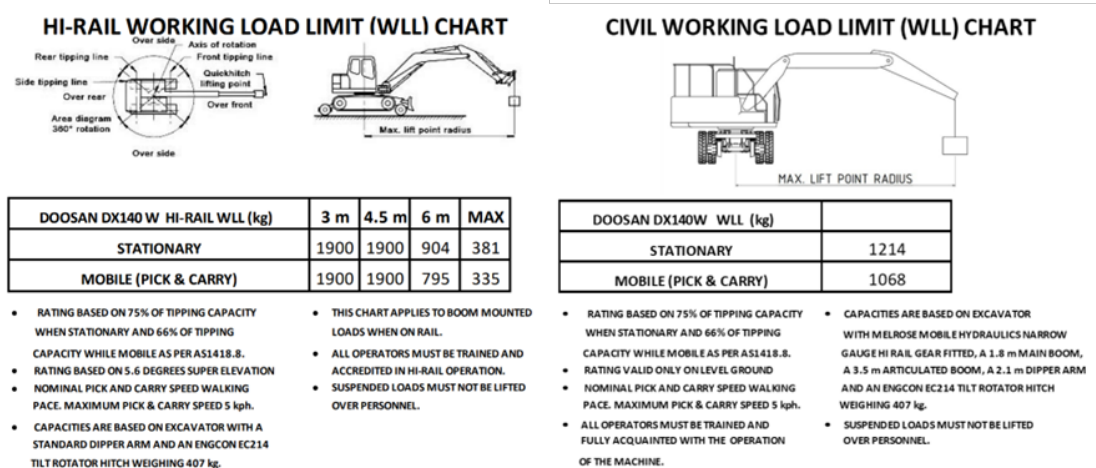 HI-RAIL WORKING LOAD LIMIT (WLL) CHART
Over side
Axis of rotation
Rear tipping line
Front tipping line
Side tipping line
Quickhitch
lifting point
Over rear
Over front
Area diagram
360° rotation
Over side
Max. lift point radius
DOOSAN DX140 W HI-RAIL WLL (kg) 3 m 4.5 m 6 m MAX
STATIONARY 1900 1900 904 381
MOBILE (PICK & CARRY) 1900 1900 795 335
• RATING BASED ON 75% OF TIPPING CAPACITY
WHEN STATIONARY AND 66% OF TIPPING
CAPACITY WHILE MOBILE AS PER AS1418.8.
• RATING BASED ON 5.6 DEGREES SUPER ELEVATION
• NOMINAL PICK AND CARRY SPEED WALKING
PACE. MAXIMUM PICK & CARRY SPEED 5 kph.
• CAPACITIES ARE BASED ON EXCAVATOR WITH A
STANDARD DIPPER ARM AND AN ENGCON EC214
TILT ROTATOR HITCH WEIGHING 407 kg.
• THIS CHART APPLIES TO BOOM MOUNTED
LOADS WHEN ON RAIL.
• ALL OPERATORS MUST BE TRAINED AND
ACCREDITED IN HI-RAIL OPERATION.
• SUSPENDED LOADS MUST NOT BE LIFTED
OVER PERSONNEL.
CIVIL WORKING LOAD LIMIT (WLL) CHART
MAX. LIFT POINT RADIUS
DOOSAN DX140W WLL (kg)
STATIONARY 1214
MOBILE (PICK & CARRY) 1068
• RATING BASED ON 75% OF TIPPING CAPACITY
WHEN STATIONARY AND 66% OF TIPPING
CAPACITY WHILE MOBILE AS PER AS1418.8.
• RATING VALID ONLY ON LEVEL GROUND
• NOMINAL PICK AND CARRY SPEED WALKING
PACE. MAXIMUM PICK & CARRY SPEED 5 kph.
• ALL OPERATORS MUST BE TRAINED AND
FULLY ACQUAINTED WITH THE OPERATION
OF THE MACHINE.
• CAPACITIES ARE BASED ON EXCAVATOR
WITH MELROSE MOBILE HYDRAULICS NARROW
GAUGE HI RAIL GEAR FITTED, A 1.8 m MAIN BOOM,
A 3.5 m ARTICULATED BOOM, A 2.1 m DIPPER ARM
AND AN ENGCON EC214 TILT ROTATOR HITCH
WEIGHING 407 kg.
• SUSPENDED LOADS MUST NOT BE LIFTED
OVER PERSONNEL.